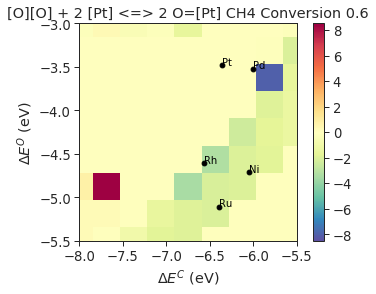 [O][O] + 2 [Pt] <=> 2 O=[Pt] CH4 Conversion 0.6
−3.0
−3.5
−4.0
−4.5
−5.0
−5.5
ΔE^O (eV)
Pt
Pd
Rh
Ni
Ru
−8.0 −7.5 −7.0 −6.5 −6.0 −5.5
ΔE^C (eV)
8
6
4
2
0
−2
−4
−6
−8